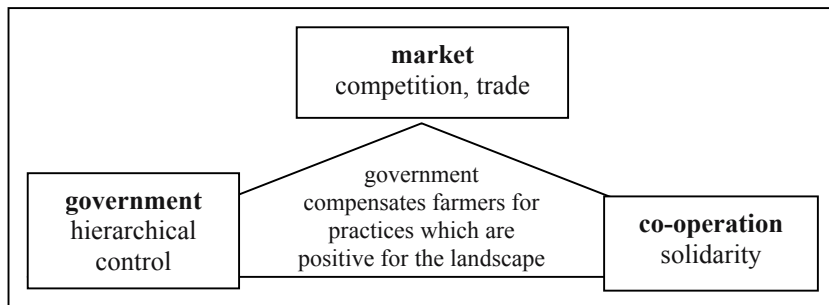 market
competition, trade
government
hierarchical
control
government
compensates farmers for
practices which are
positive for the landscape
co-operation
solidarity